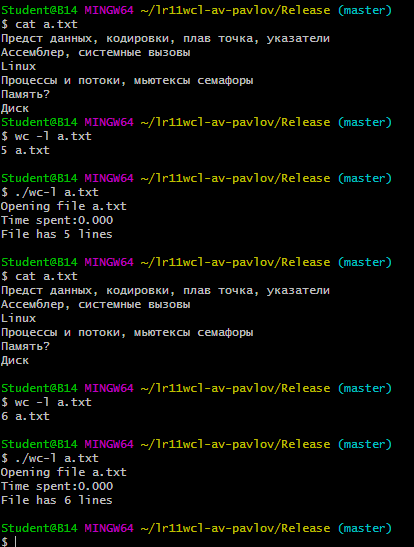 Student@B14 MINGW64 ~/lr11wcl-av-pavlov/Release (master)
$ cat a.txt
Предст данных, кодировки, плав точка, указатели
Ассемблер, системные вызовы
Linux
Процессы и потоки, мьютексы семафоры
Память?
Диск
Student@B14 MINGW64 ~/lr11wcl-av-pavlov/Release (master)
$ wc -l a.txt
5 a.txt
Student@B14 MINGW64 ~/lr11wcl-av-pavlov/Release (master)
$ ./wc-l a.txt
Opening file a.txt
Time spent:0.000
File has 5 lines
Student@B14 MINGW64 ~/lr11wcl-av-pavlov/Release (master)
$ cat a.txt
Предст данных, кодировки, плав точка, указатели
Ассемблер, системные вызовы
Linux
Процессы и потоки, мьютексы семафоры
Память?
Диск
Student@B14 MINGW64 ~/lr11wcl-av-pavlov/Release (master)
$ wc -l a.txt
6 a.txt
Student@B14 MINGW64 ~/lr11wcl-av-pavlov/Release (master)
$ ./wc-l a.txt
Opening file a.txt
Time spent:0.000
File has 6 lines
Student@B14 MINGW64 ~/lr11wcl-av-pavlov/Release (master)
$